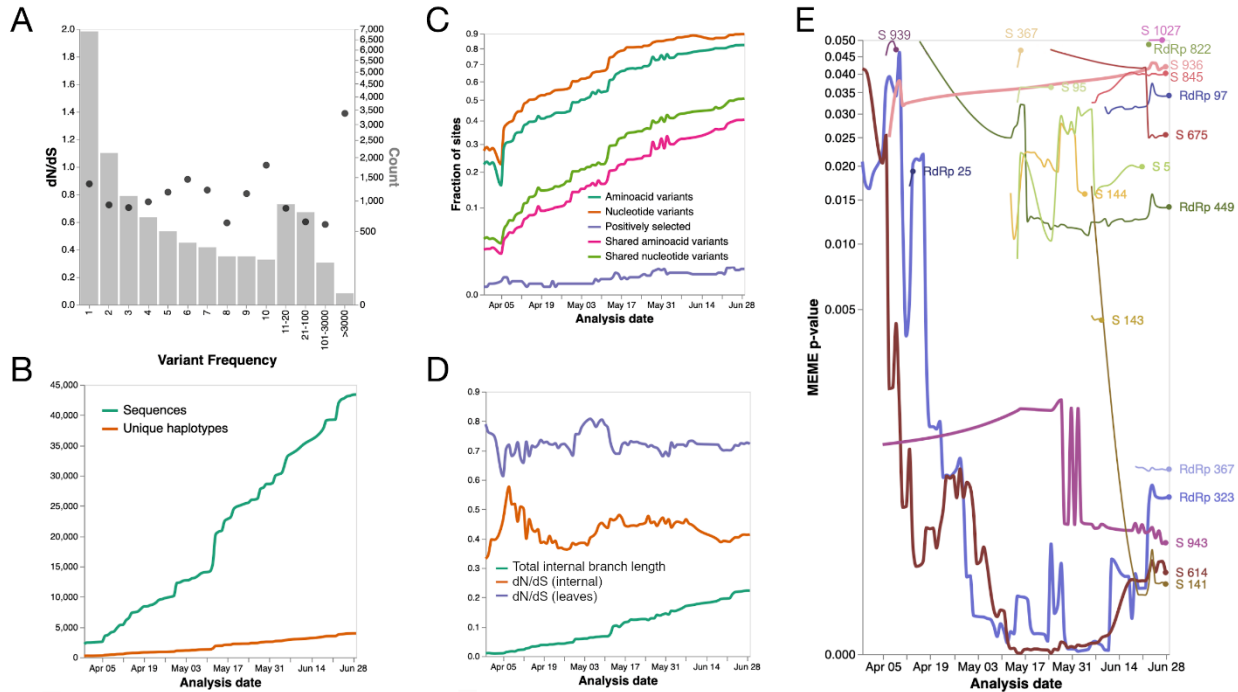 A
2.0
1.8
1.6
1.4
1.2
1.0
0.8
0.6
0.4
0.2
0.0
dN/dS
7,000
6,000
5,000
4,000
3,000
2,000
1,500
1,000
500
0
Count
1
2
3
4
5
6
7
8
9
10
11-20
21-100
101-3000
>3000
Variant Frequency
B
45,000
40,000
35,000
30,000
25,000
20,000
15,000
10,000
5,000
0
Sequences
Unique haplotypes
Apr 05
Apr 19
May 03
May 17
May 31
Jun 14
Jun 28
Analysis date
C
0.9
0.8
0.7
0.6
0.5
0.4
0.3
0.2
0.1
0.0
Fraction of sites
Aminoacid variants
Nucleotide variants
Positively selected
Shared aminoacid variants
Shared nucleotide variants
Apr 05
Apr 19
May 03
May 17
May 31
Jun 14
Jun 28
Analysis date
D
0.9
0.8
0.7
0.6
0.5
0.4
0.3
0.2
0.1
0.0
Total internal branch length
dN/dS (internal)
dN/dS (leaves)
Apr 05
Apr 19
May 03
May 17
May 31
Jun 14
Jun 28
Analysis date
E
0.050
0.045
0.040
0.035
0.030
0.025
0.020
0.015
0.010
0.005
0.000
MEME p-value
S 939
S 367
S 1027
RdRp 822
S 936
S 845
S 95
RdRp 97
S 675
RdRp 25
S 5
S 144
RdRp 449
S 143
RdRp 367
RdRp 323
S 943
S 614
S 141
Apr 05
Apr 19
May 03
May 17
May 31
Jun 14
Jun 28
Analysis date